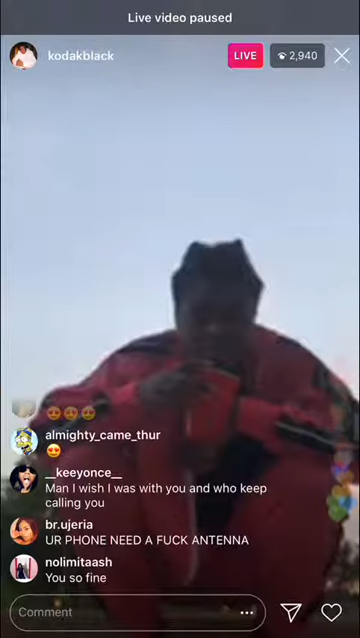 Live video paused
kodakblack
LIVE
2,940
😍😍😍
almighty_came_thur
😍
__keeyonce__
Man I wish I was with you and who keep
calling you
br.ujeria
UR PHONE NEED A FUCK ANTENNA
nolimitaash
You so fine
Comment